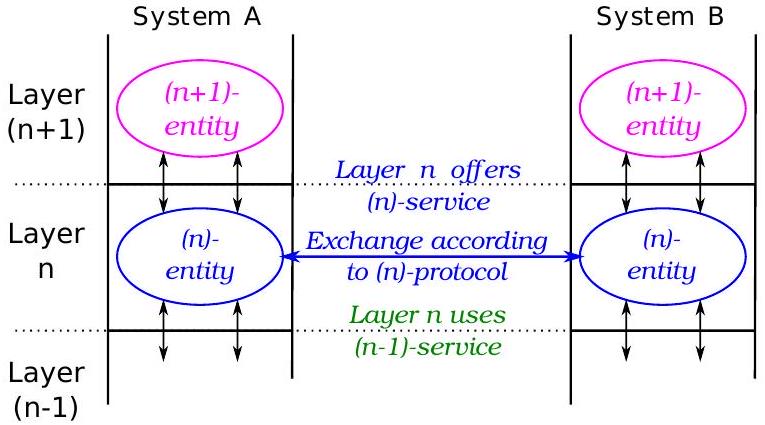 System A
System B
Layer
(n+1)
(n+1)-
entity
(n+1)-
entity
Layer n offers
(n)-service
Layer
n
(n)-
entity
Exchange according
to (n)-protocol
(n)-
entity
Layer n uses
(n-1)-service
Layer
(n-1)